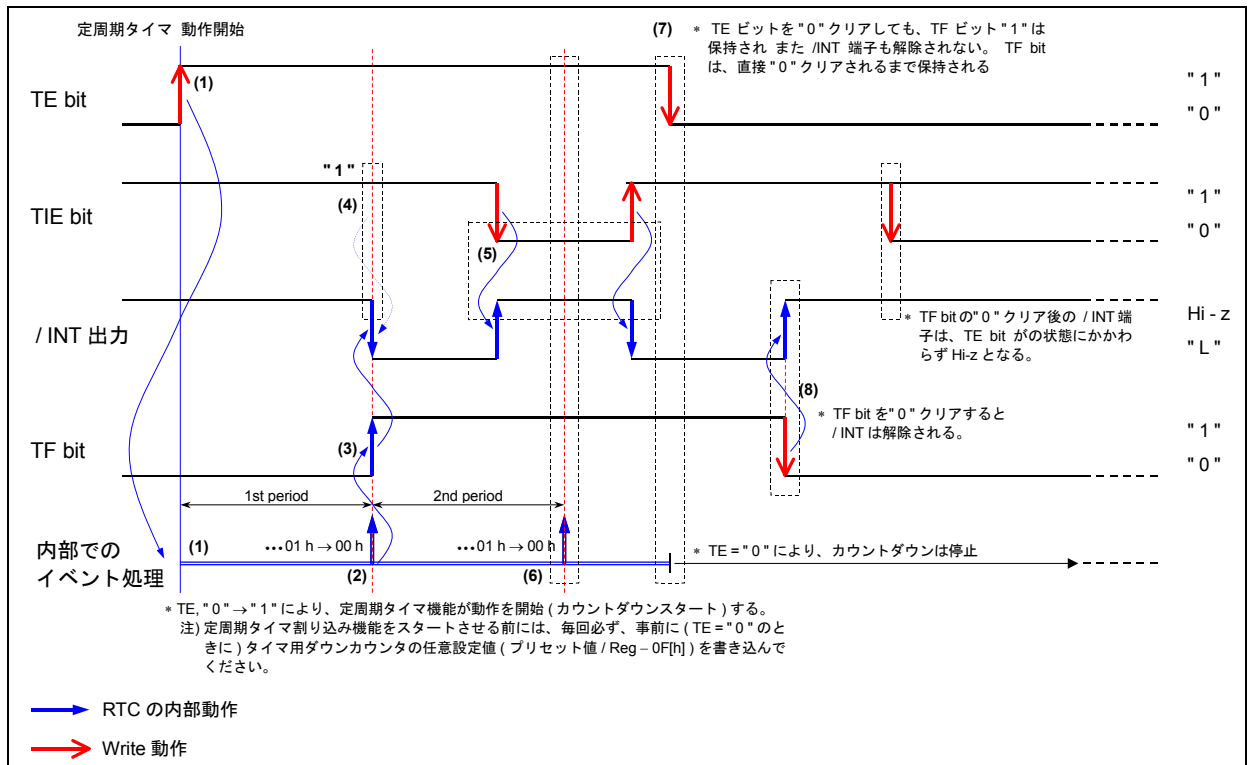 定周期タイマ 動作開始
(7) * TE ビットを "0" クリアしても、TF ビット "1" は
保持され また /INT 端子も解除されない。 TF bit
は、直接 "0" クリアされるまで保持される
TE bit
(1)
"1"
"0"
"1"
TIE bit
(4)
(5)
"1"
"0"
/ INT 出力
Hi - z
"L"
* TF bit の"0" クリア後の / INT 端
子は、TE bit がの状態にかかわ
らず Hi-z となる。
(8)
* TF bit を"0" クリアすると
/ INT は解除される。
TF bit
(3)
"1"
"0"
1st period
2nd period
内部での
イベント処理
(1)
•••01 h → 00 h
•••01 h → 00 h
(2)
(6)
* TE = "0" により、カウントダウンは停止
* TE, "0" → "1" により、定周期タイマ機能が動作を開始 ( カウントダウンスタート ) する。
注) 定周期タイマ割り込み機能をスタートさせる前には、毎回必ず、事前に ( TE = "0" のと
きに ) タイマ用ダウンカウンタの任意設定値 ( プリセット値 / Reg – 0F[h] ) を書き込んで
ください。
RTC の内部動作
Write 動作